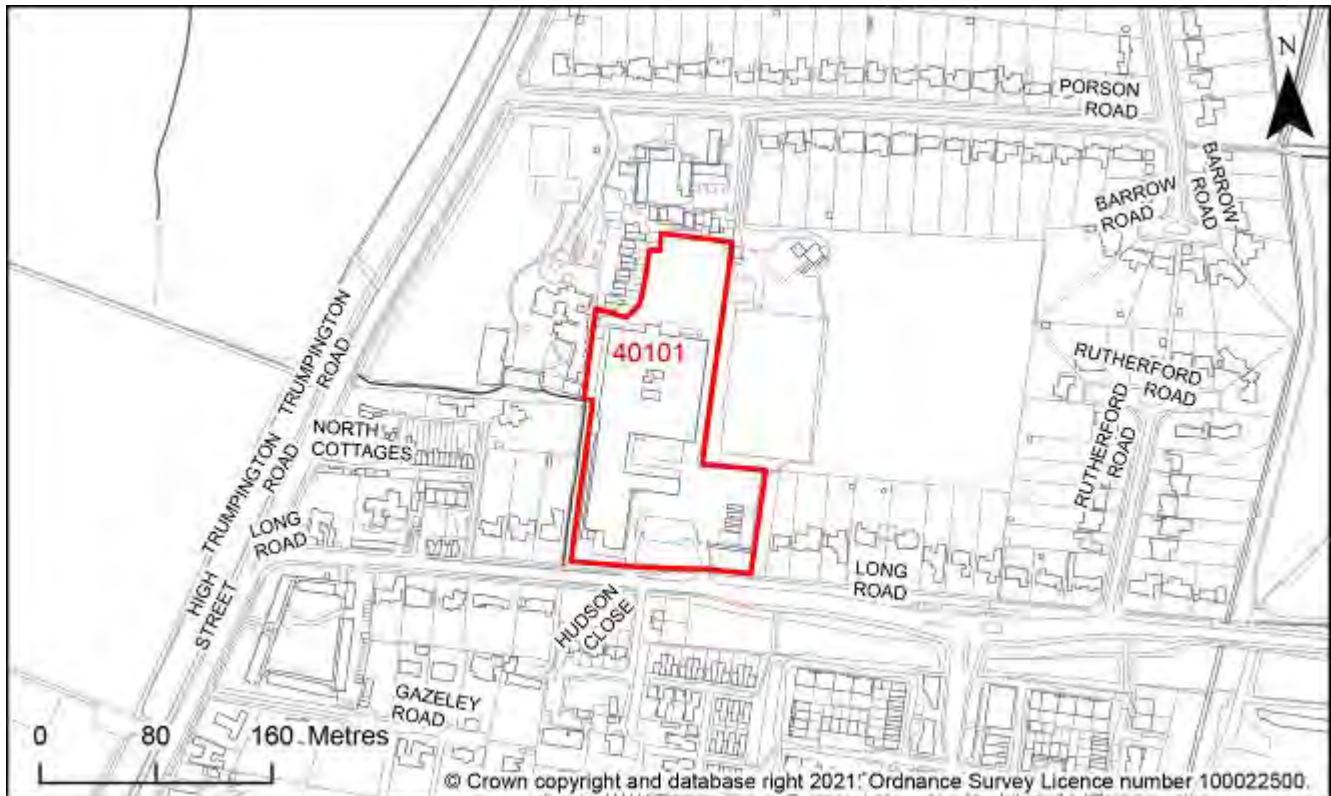 N
PORSON
ROAD
BARROW
ROAD
BARROW
ROAD
TRUMPINGTON
ROAD
40101
RUTHERFORD
ROAD
RUTHERFORD
ROAD
NORTH
COTTAGES
TRUMPINGTON
ROAD
LONG
ROAD
HIGH
STREET
LONG
ROAD
HUDSON
CLOSE
GAZELEY
ROAD
0 80 160 Metres
© Crown copyright and database right 2021. Ordnance Survey Licence number 100022500.